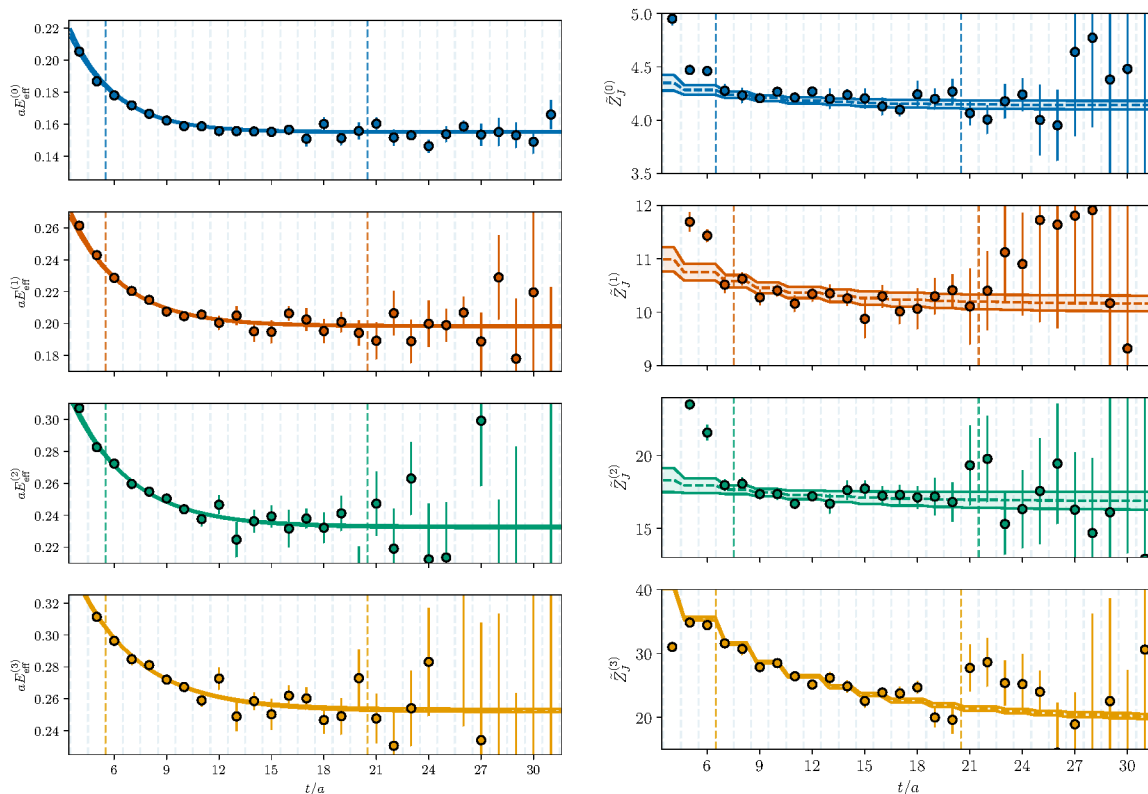 0.22
0.20
0.18
0.16
0.14
aE_eff^(0)
5.0
4.5
4.0
3.5
Z̃_J^(0)
0.26
0.24
0.22
0.20
0.18
aE_eff^(1)
12
11
10
9
Z̃_J^(1)
0.30
0.28
0.26
0.24
0.22
aE_eff^(2)
20
15
Z̃_J^(2)
0.32
0.30
0.28
0.26
0.24
aE_eff^(3)
6 9 12 15 18 21 24 27 30
t/a
40
30
20
Z̃_J^(3)
6 9 12 15 18 21 24 27 30
t/a